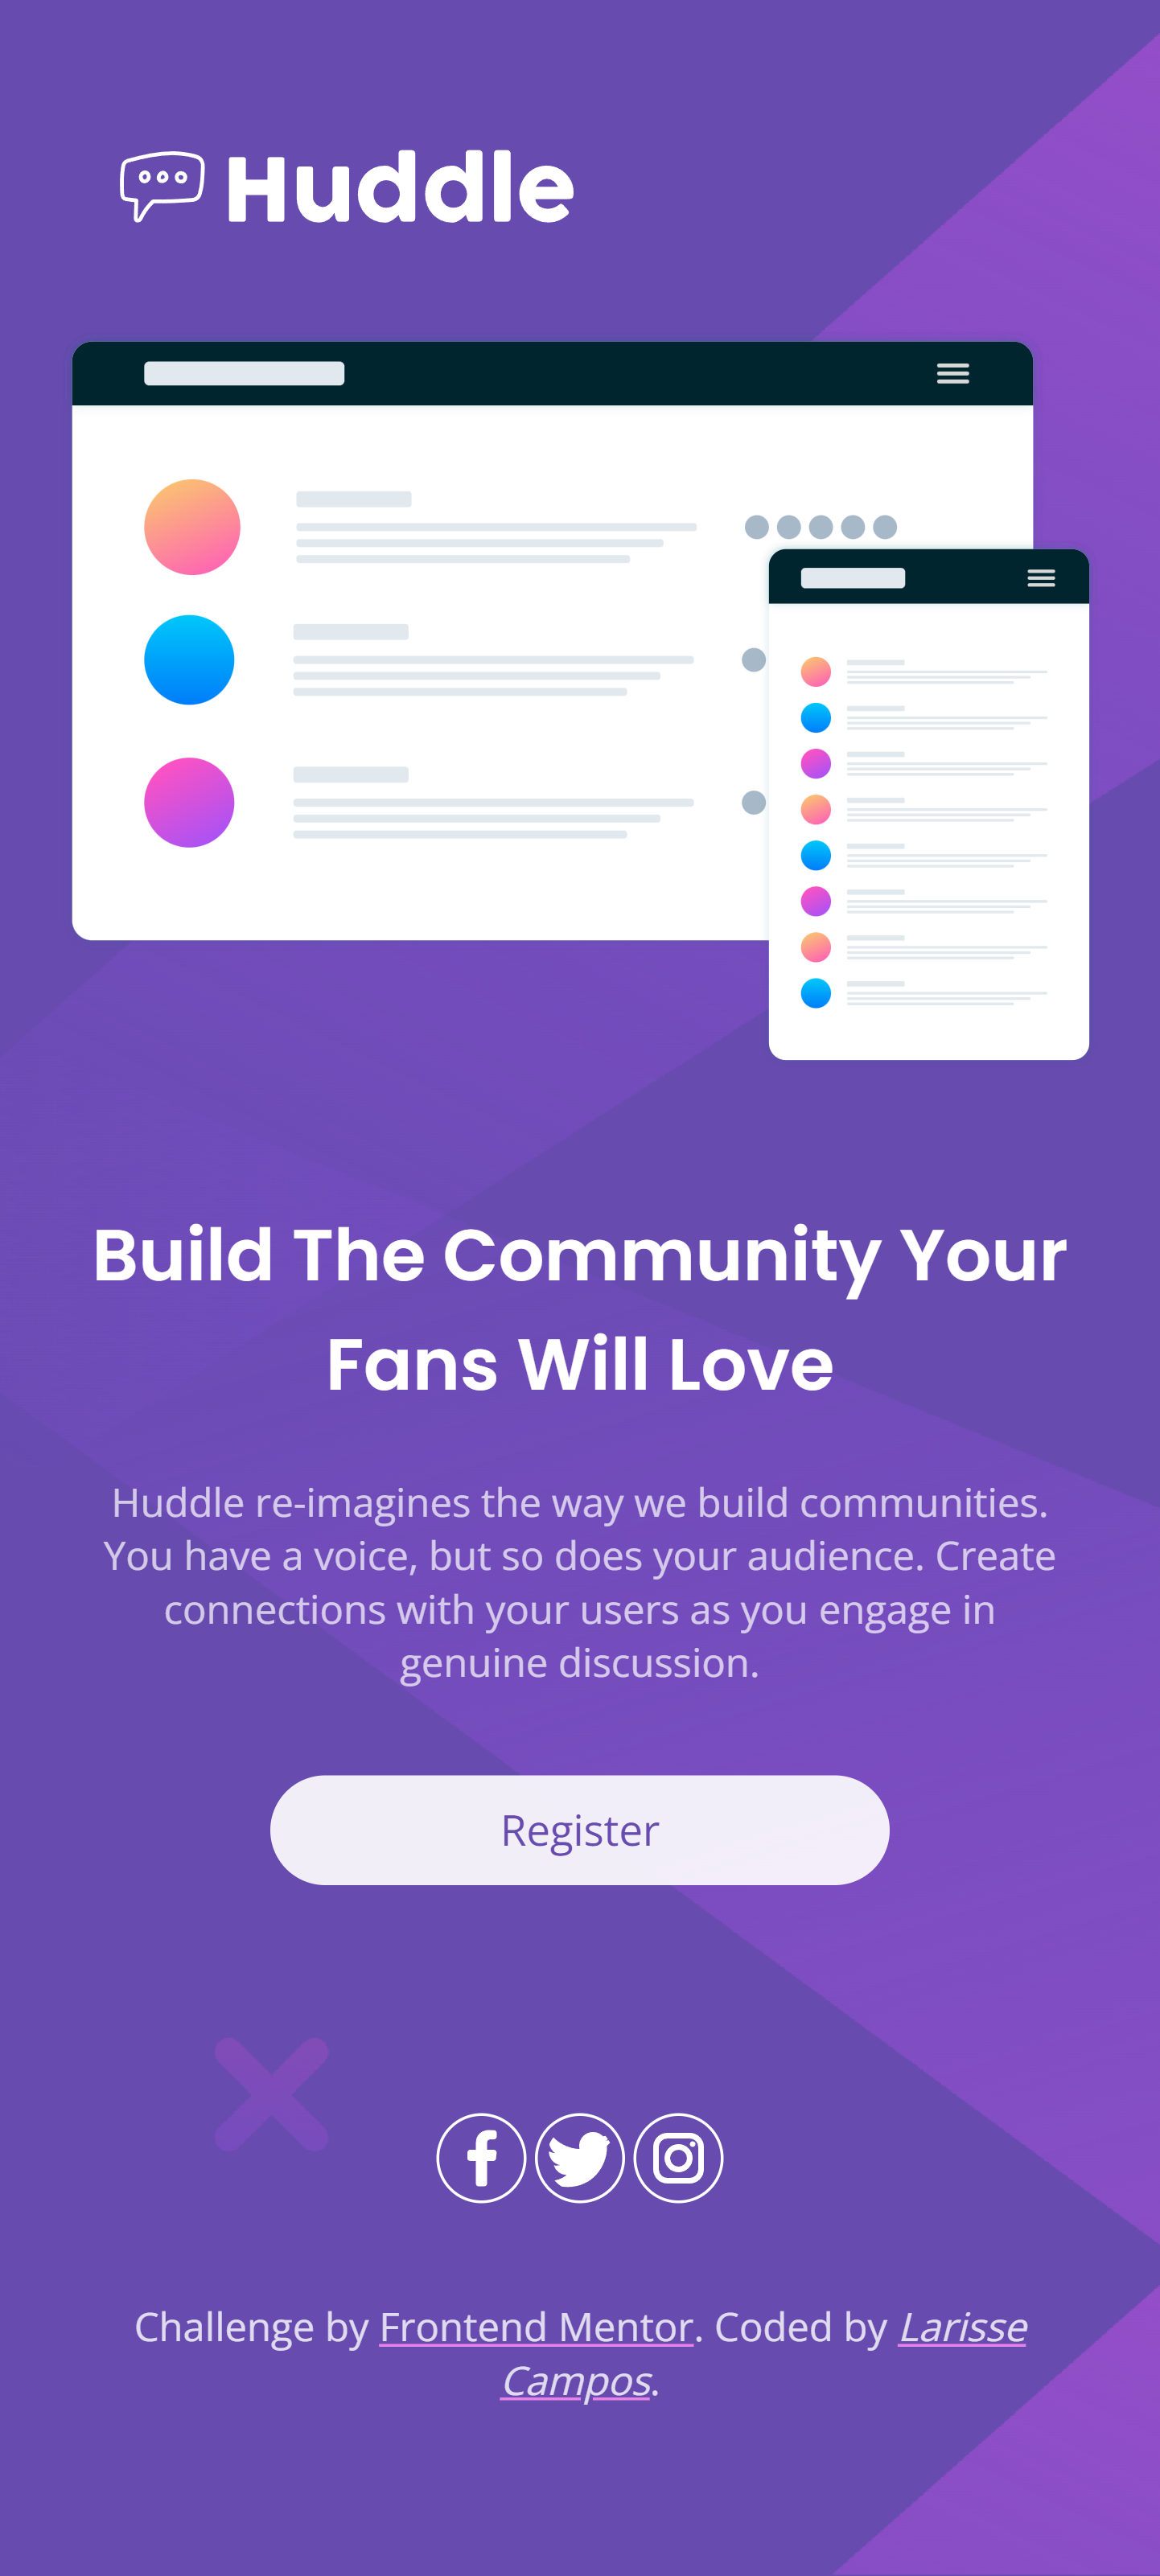 Huddle
Build The Community Your
Fans Will Love
Huddle re-imagines the way we build communities.
You have a voice, but so does your audience. Create
connections with your users as you engage in
genuine discussion.
Register
Challenge by Frontend Mentor. Coded by Larisse
Campos.